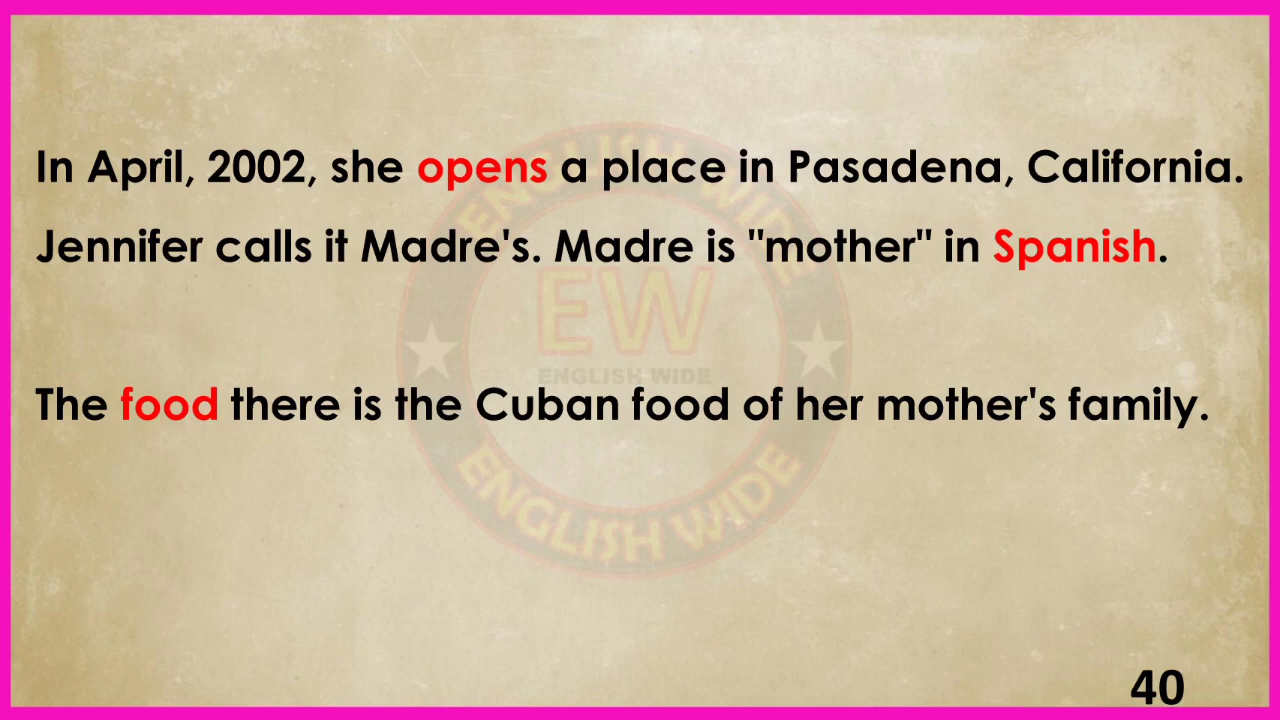 In April, 2002, she opens a place in Pasadena, California.
Jennifer calls it Madre's. Madre is "mother" in Spanish.
ENGLISH WIDE
EW
ENGLISH WIDE
The food there is the Cuban food of her mother's family.
ENGLISH WIDE
40